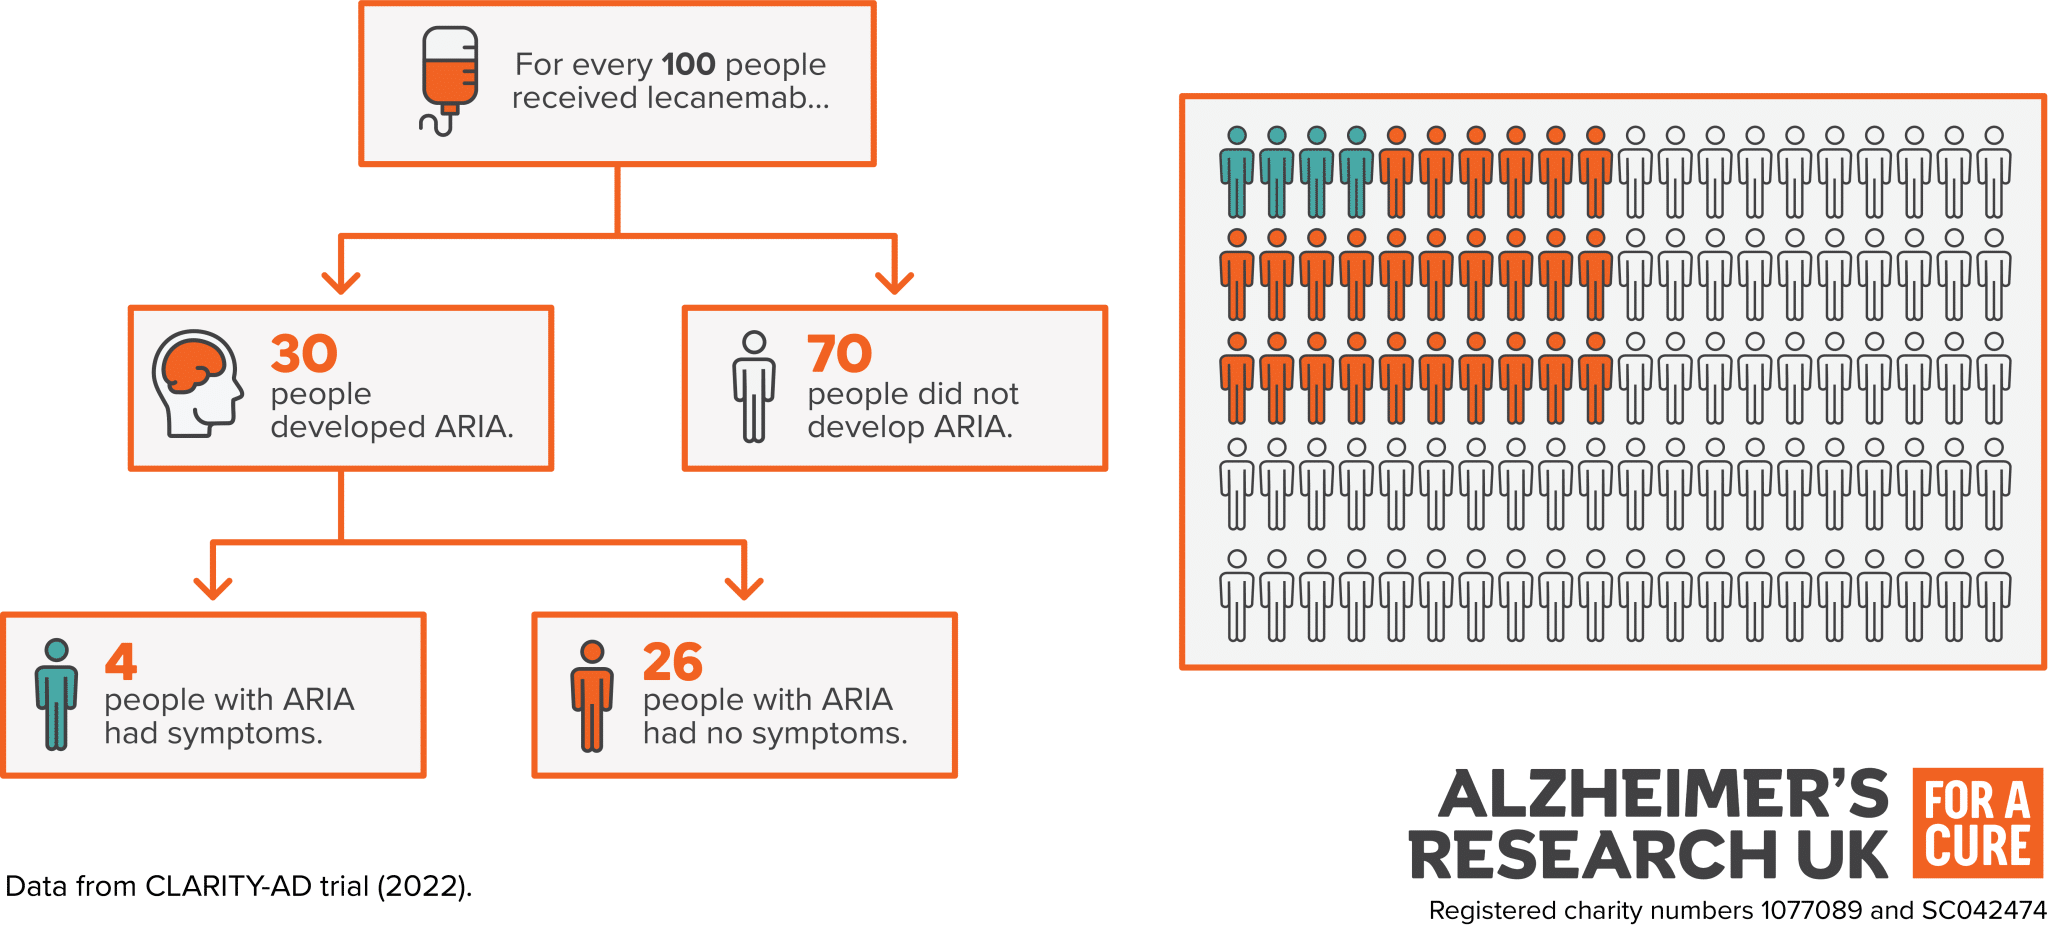 For every 100 people
received lecanemab...
30
people
developed ARIA.
70
people did not
develop ARIA.
4
people with ARIA
had symptoms.
26
people with ARIA
had no symptoms.
Data from CLARITY-AD trial (2022).
ALZHEIMER'S
RESEARCH UK
FOR A
CURE
Registered charity numbers 1077089 and SC042474